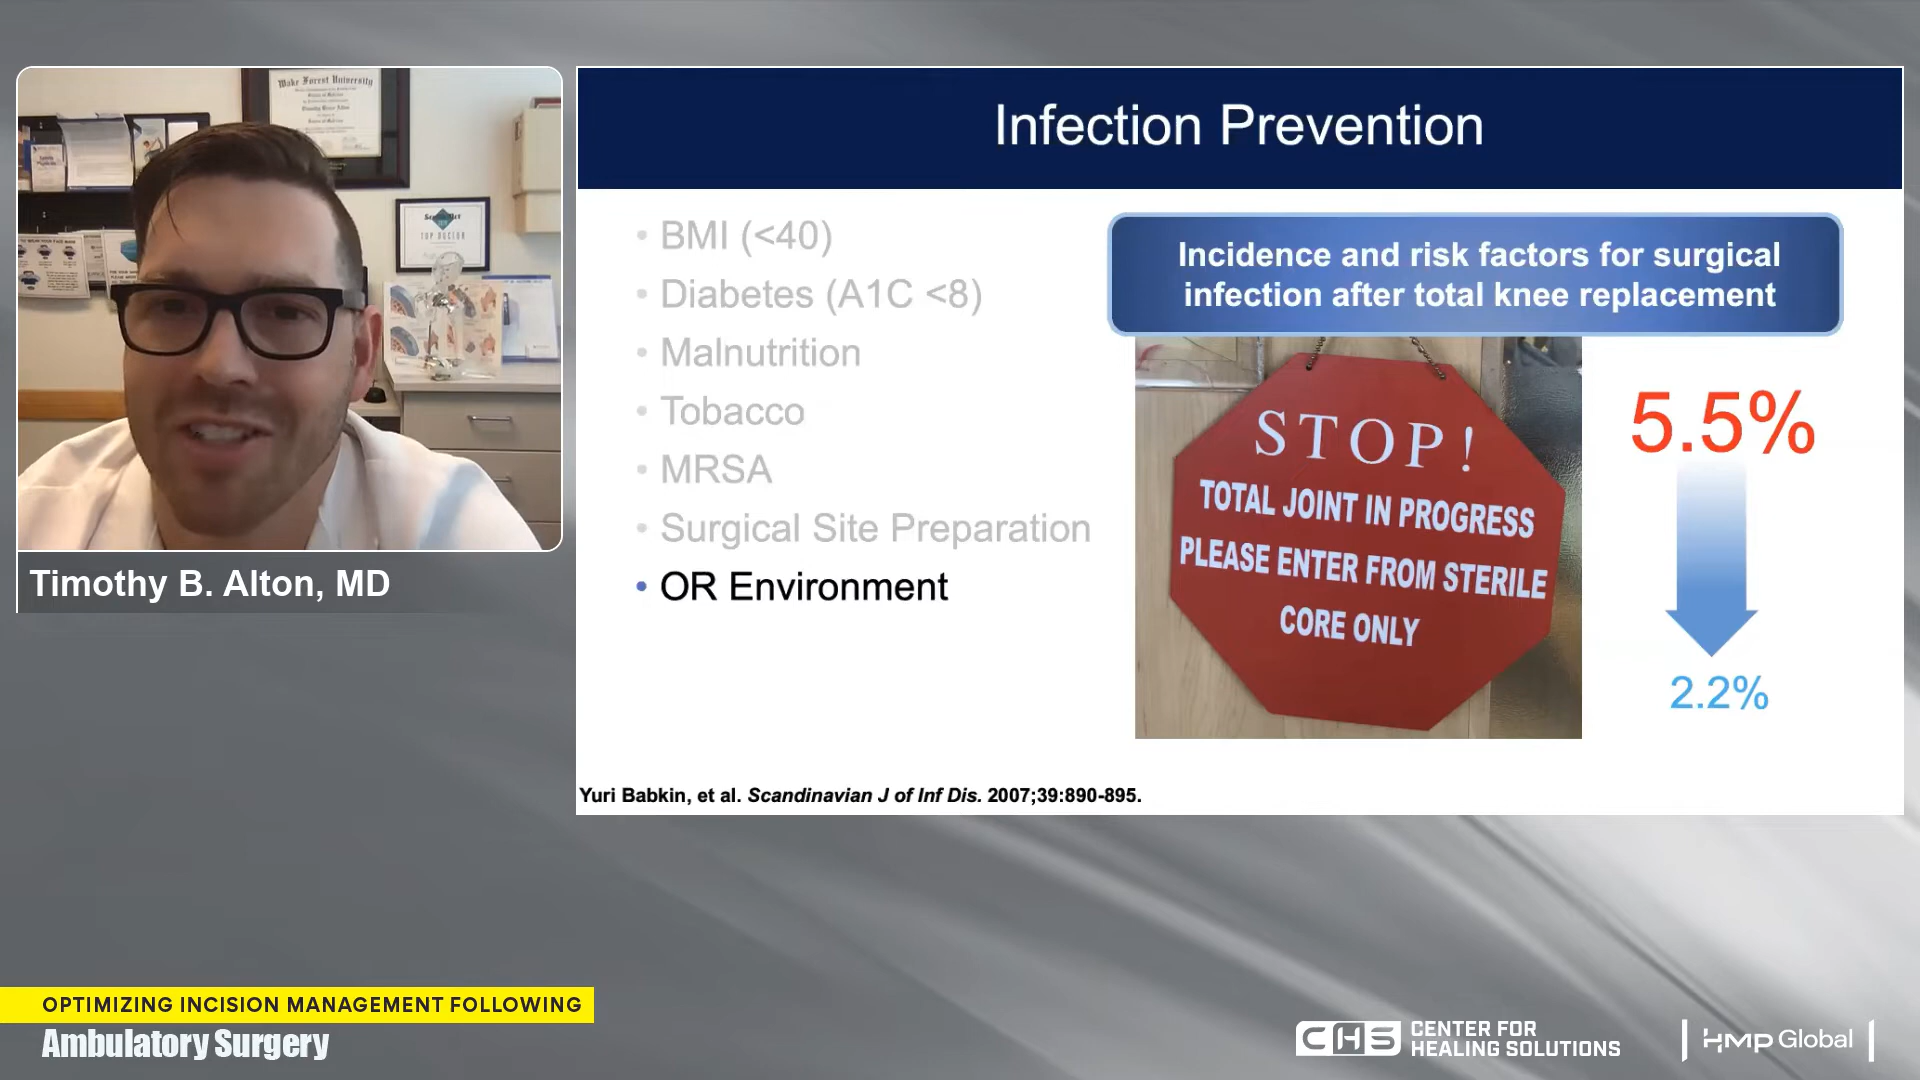 Wake Forest University
TOP DOCTOR
Timothy B. Alton, MD
Infection Prevention
• BMI (<40)
• Diabetes (A1C <8)
• Malnutrition
• Tobacco
• MRSA
• Surgical Site Preparation
• OR Environment
Incidence and risk factors for surgical
infection after total knee replacement
STOP!
TOTAL JOINT IN PROGRESS
PLEASE ENTER FROM STERILE
CORE ONLY
5.5%
2.2%
Yuri Babkin, et al. Scandinavian J of Inf Dis. 2007;39:890-895.
OPTIMIZING INCISION MANAGEMENT FOLLOWING
Ambulatory Surgery
CHS CENTER FOR
HEALING SOLUTIONS
HMP Global